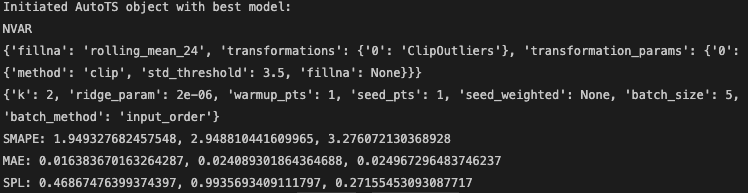 Initiated AutoTS object with best model:
NVAR
{'fillna': 'rolling_mean_24', 'transformations': {'0': 'ClipOutliers'}, 'transformation_params': {'0':
{'method': 'clip', 'std_threshold': 3.5, 'fillna': None}}}
{'k': 2, 'ridge_param': 2e-06, 'warmup_pts': 1, 'seed_pts': 1, 'seed_weighted': None, 'batch_size': 5,
'batch_method': 'input_order'}
SMAPE: 1.949327682457548, 2.948810441609965, 3.276072130368928
MAE: 0.016383670163264287, 0.024089301864364688, 0.024967296483746237
SPL: 0.46867476399374397, 0.9935693409111797, 0.27155453093087717